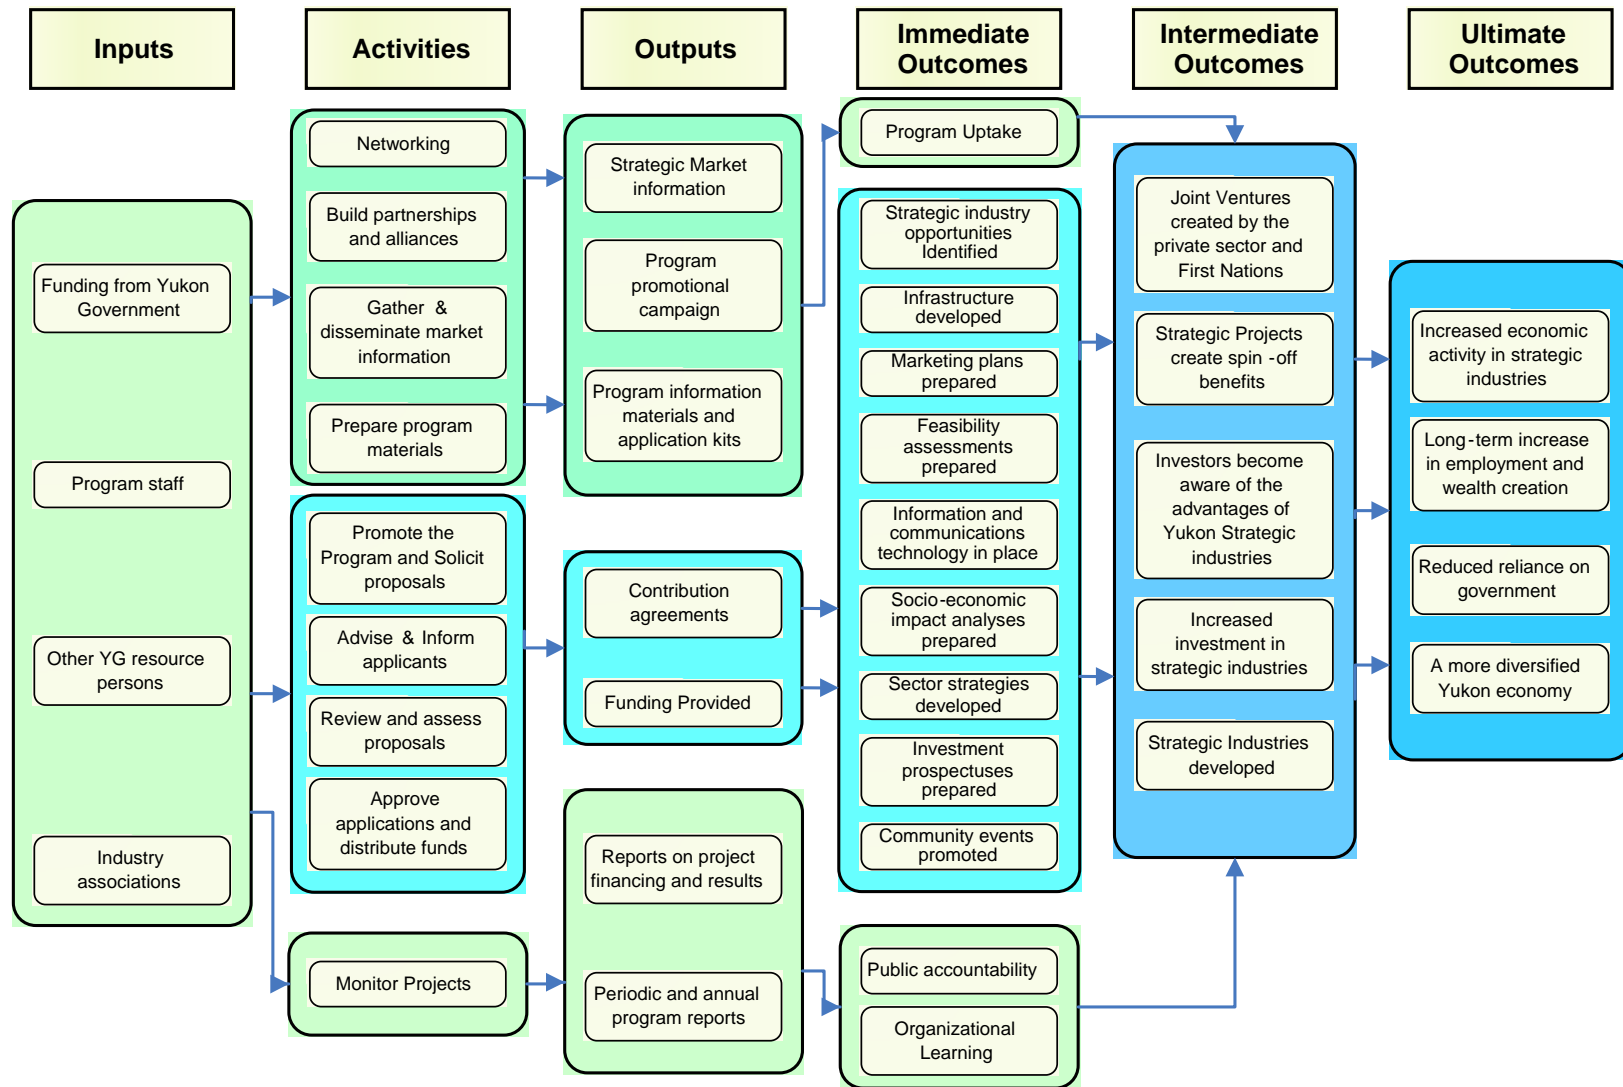 Inputs
Activities
Outputs
Immediate
Outcomes
Intermediate
Outcomes
Ultimate
Outcomes
Funding from Yukon
Government
Program staff
Other YG resource
persons
Industry
associations
Networking
Build partnerships
and alliances
Gather & 
disseminate market
information
Prepare program
materials
Promote the
Program and Solicit
proposals
Advise & Inform
applicants
Review and assess
proposals
Approve
applications and
distribute funds
Monitor Projects
Strategic Market
information
Program
promotional
campaign
Program information
materials and
application kits
Contribution
agreements
Funding Provided
Reports on project
financing and results
Periodic and annual
program reports
Program Uptake
Strategic industry
opportunities
Identified
Infrastructure
developed
Marketing plans
prepared
Feasibility
assessments
prepared
Information and
communications
technology in place
Socio-economic
impact analyses
prepared
Sector strategies
developed
Investment
prospectuses
prepared
Community events
promoted
Public accountability
Organizational
Learning
Joint Ventures
created by the
private sector and
First Nations
Strategic Projects
create spin -off
benefits
Investors become
aware of the
advantages of
Yukon Strategic
industries
Increased
investment in
strategic industries
Strategic Industries
developed
Increased economic
activity in strategic
industries
Long-term increase
in employment and
wealth creation
Reduced reliance on
government
A more diversified
Yukon economy